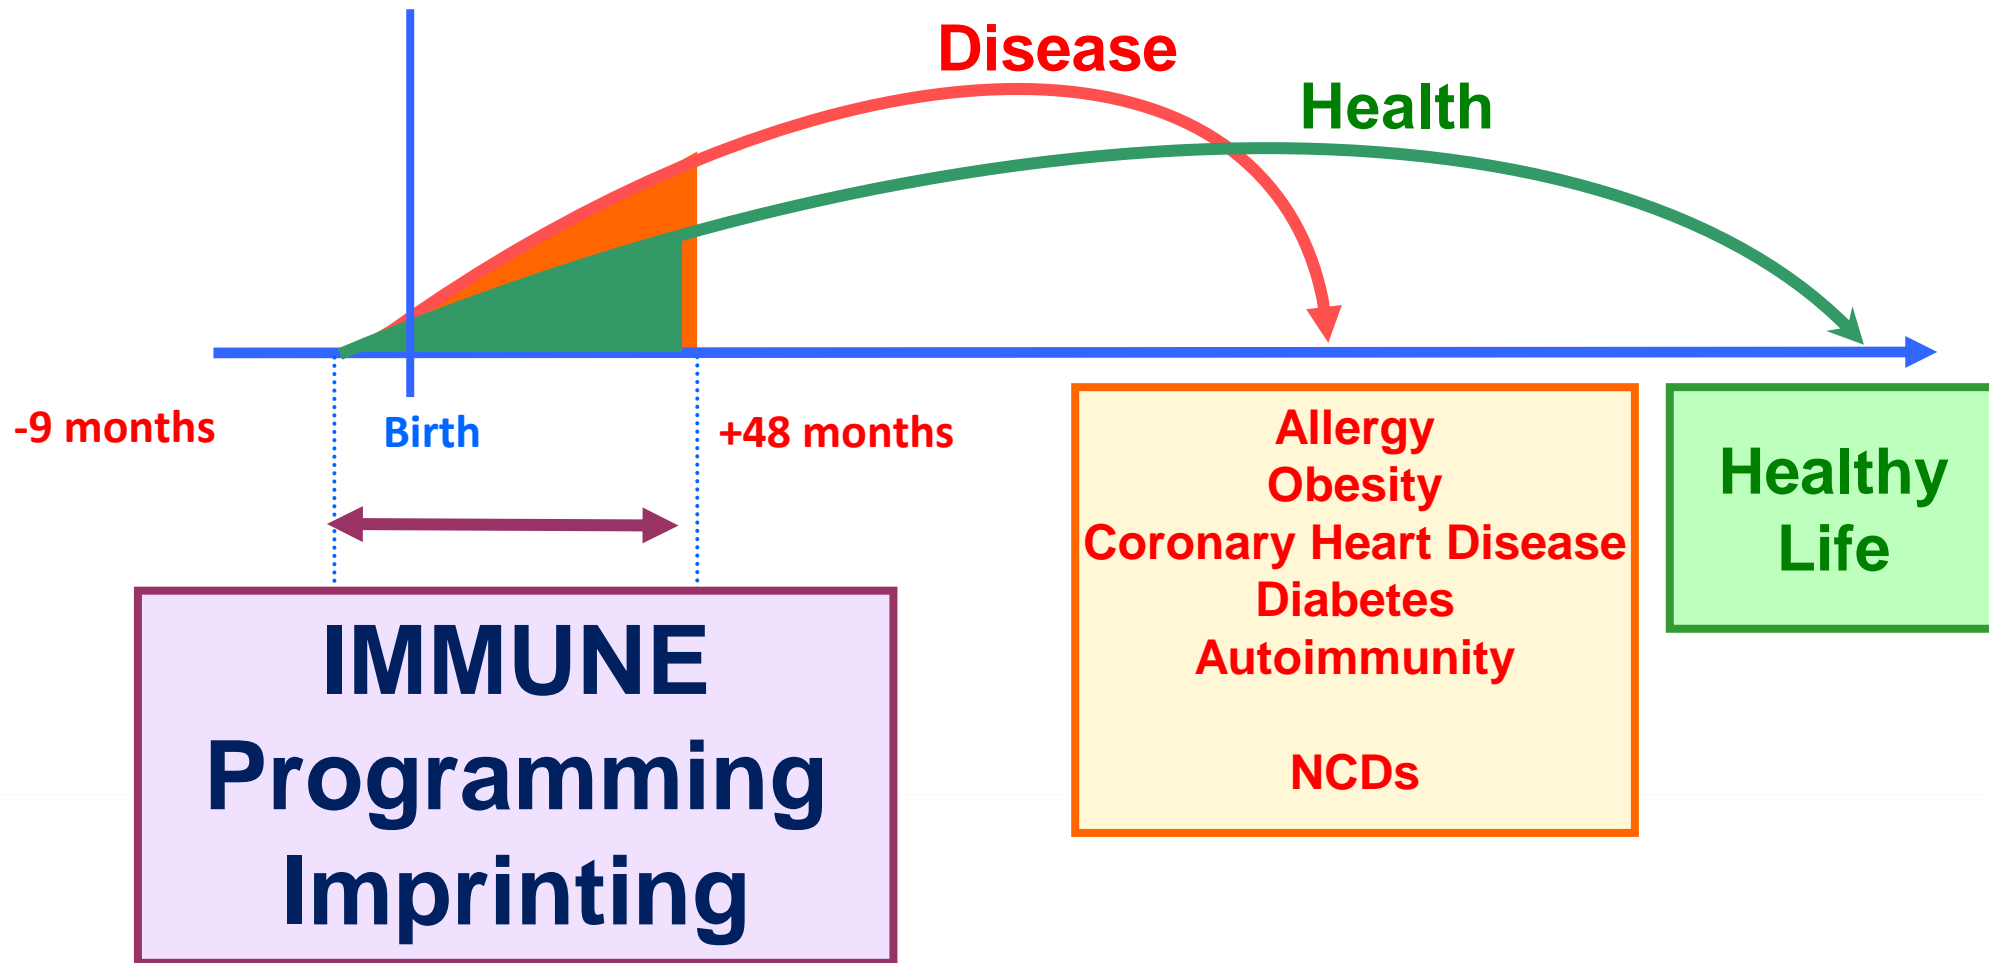 Disease
Health
-9 months
Birth
+48 months
IMMUNE
Programming
Imprinting
Allergy
Obesity
Coronary Heart Disease
Diabetes
Autoimmunity
NCDs
Healthy
Life